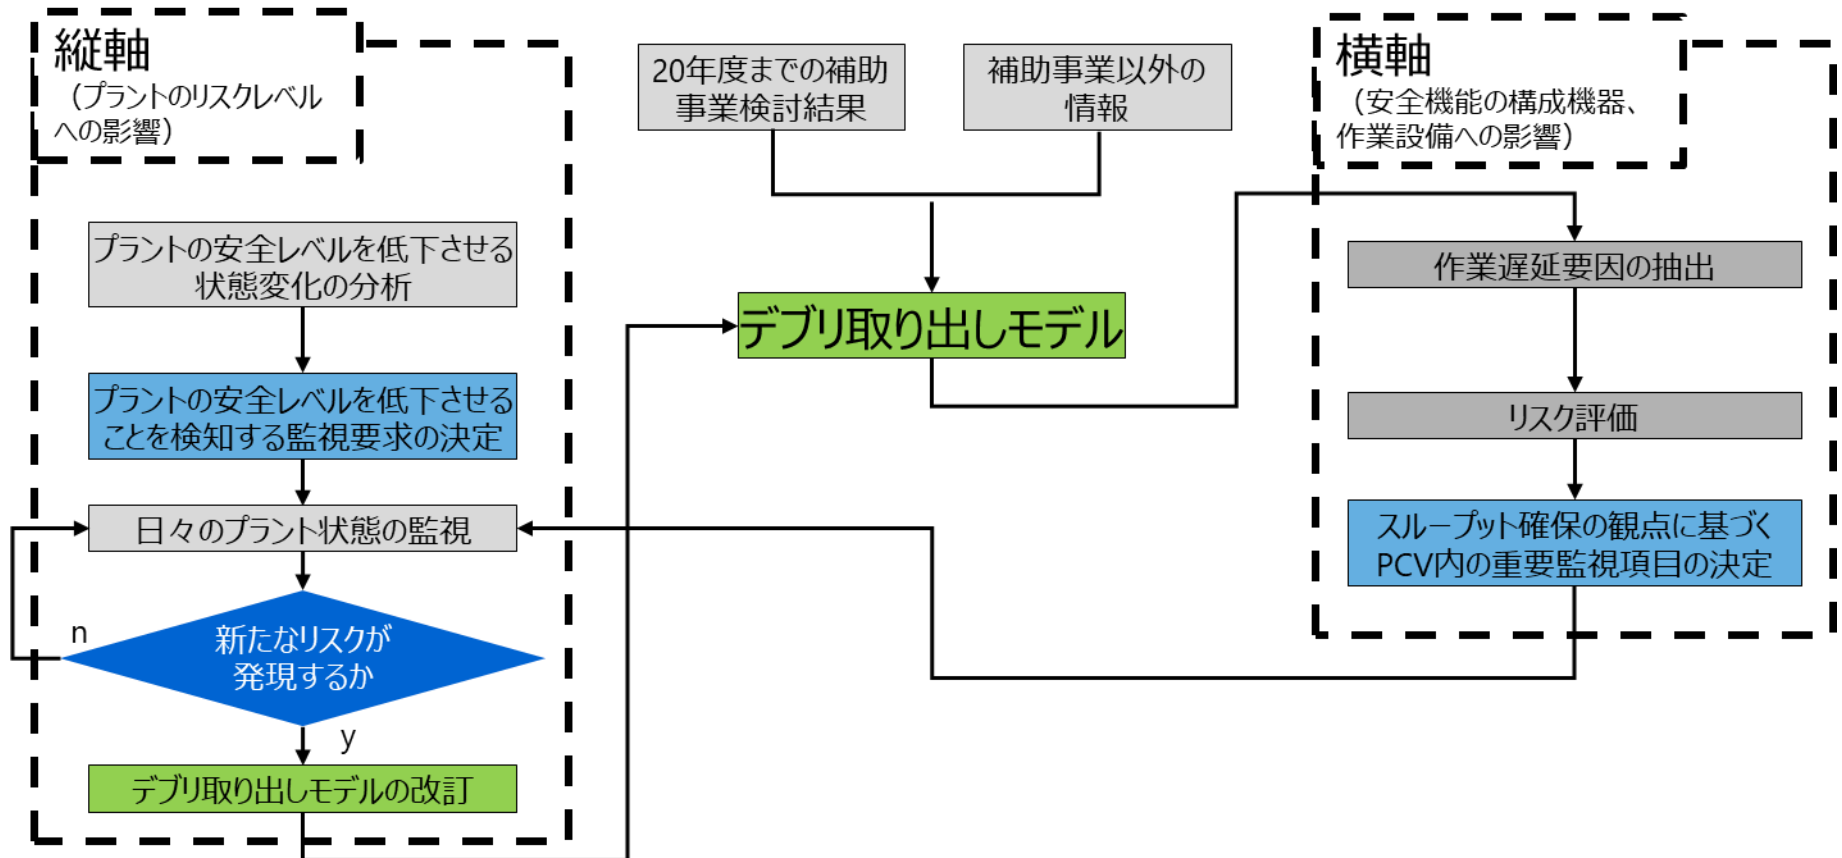 縦軸
（プラントのリスクレベル
への影響）
プラントの安全レベルを低下させる
状態変化の分析
プラントの安全レベルを低下させる
ことを検知する監視要求の決定
日々のプラント状態の監視
n
新たなリスクが
発現するか
y
デブリ取り出しモデルの改訂
20年度までの補助
事業検討結果
補助事業以外の
情報
デブリ取り出しモデル
横軸
（安全機能の構成機器、
作業設備への影響）
作業遅延要因の抽出
リスク評価
スループット確保の観点に基づく
PCV内の重要監視項目の決定